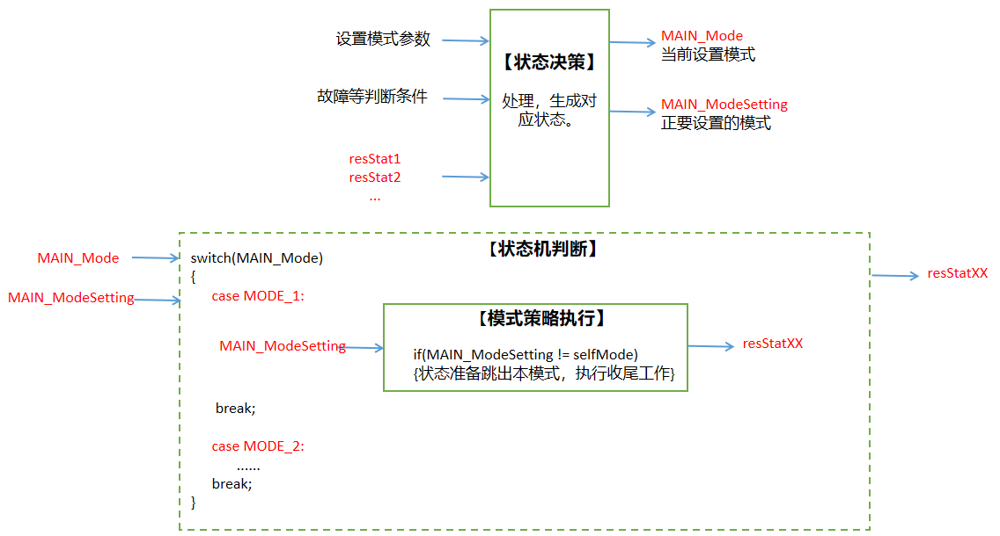 设置模式参数
故障等判断条件
resStat1
resStat2
...
【状态决策】
处理，生成对
应状态。
MAIN_Mode
当前设置模式
MAIN_ModeSetting
正要设置的模式
【状态机判断】
MAIN_Mode
MAIN_ModeSetting
switch(MAIN_Mode)
{
case MODE_1:
MAIN_ModeSetting
【模式策略执行】
if(MAIN_ModeSetting != selfMode)
{状态准备跳出本模式，执行收尾工作}
resStatXX
break;
case MODE_2:
......
break;
}
resStatXX